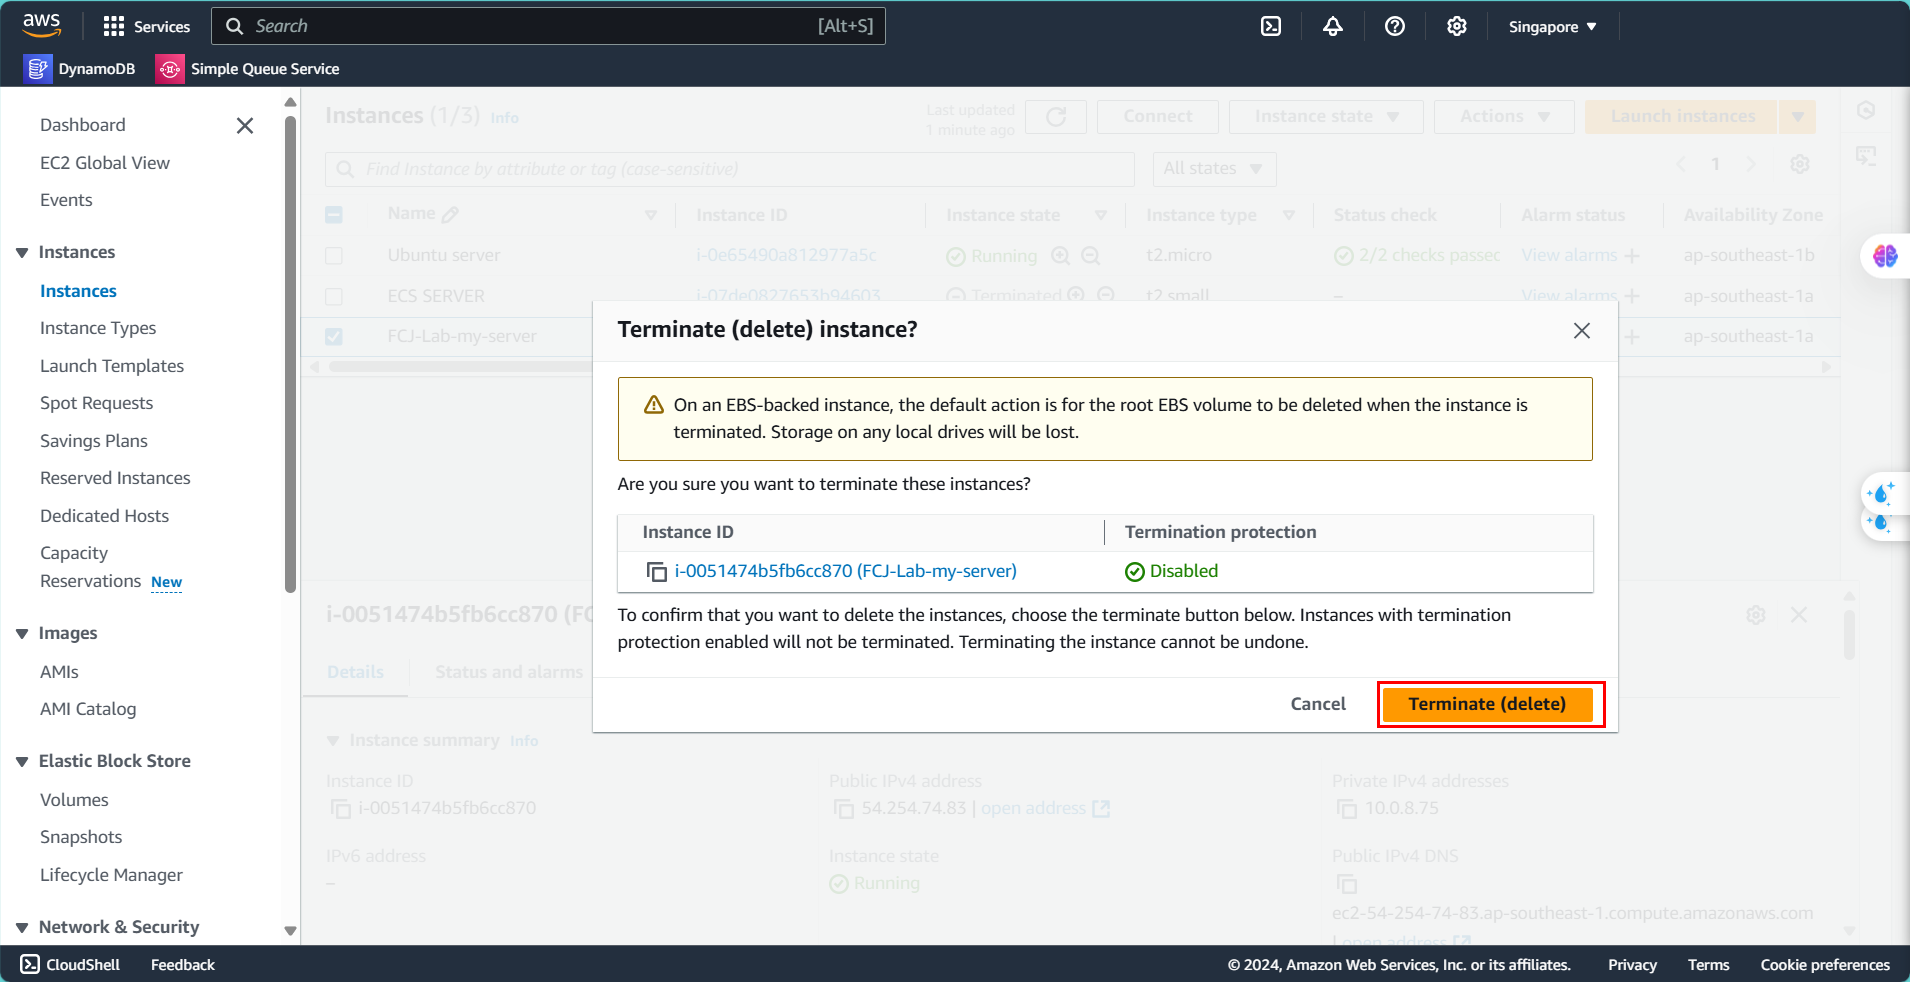 aws
Services
Search
[Alt+S]
Singapore
DynamoDB
Simple Queue Service
Dashboard
EC2 Global View
Events
Instances
Instances
Instance Types
Launch Templates
Spot Requests
Savings Plans
Reserved Instances
Dedicated Hosts
Capacity
Reservations New
Images
AMIs
AMI Catalog
Elastic Block Store
Volumes
Snapshots
Lifecycle Manager
Network & Security
Instances (1/3) Info
Last updated
1 minute ago
Connect
Instance state
Actions
Launch instances
Find Instance by attribute or tag (case-sensitive)
All states
1
Name
Instance ID
Instance state
Instance type
Status check
Alarm status
Availability Zone
Ubuntu server
i-0e65490a812977a5c
Running
t2.micro
2/2 checks passec
View alarms
ap-southeast-1b
ECS SERVER
i-07de0827653b94603
Terminated
t2.small
–
View alarms
ap-southeast-1a
FCJ-Lab-my-server
ap-southeast-1a
Terminate (delete) instance?
On an EBS-backed instance, the default action is for the root EBS volume to be deleted when the instance is
terminated. Storage on any local drives will be lost.
Are you sure you want to terminate these instances?
Instance ID
Termination protection
i-0051474b5fb6cc870 (FCJ-Lab-my-server)
Disabled
To confirm that you want to delete the instances, choose the terminate button below. Instances with termination
protection enabled will not be terminated. Terminating the instance cannot be undone.
Cancel
Terminate (delete)
i-0051474b5fb6cc870 (FC
Details
Status and alarms
Instance summary Info
Instance ID
i-0051474b5fb6cc870
Public IPv4 address
54.254.74.83 | open address
Private IPv4 addresses
10.0.8.75
IPv6 address
–
Instance state
Running
Public IPv4 DNS
ec2-54-254-74-83.ap-southeast-1.compute.amazonaws.com
| open address
CloudShell
Feedback
© 2024, Amazon Web Services, Inc. or its affiliates.
Privacy
Terms
Cookie preferences